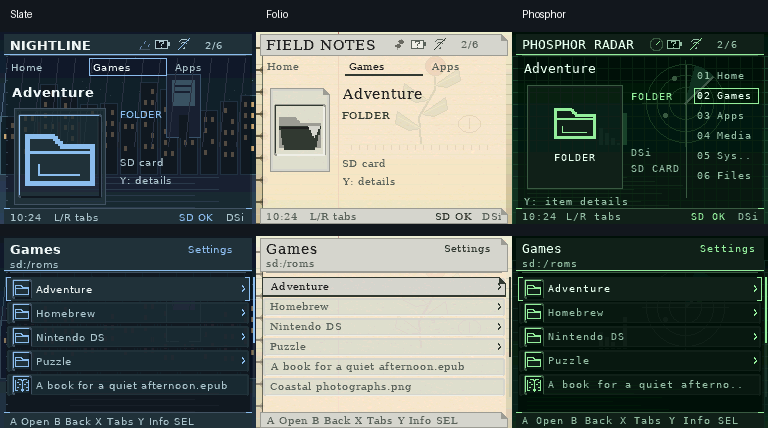 Slate
NIGHTLINE 2/6
Home Games Apps
Adventure
FOLDER
SD card
Y: details
10:24 L/R tabs SD OK DSi
Games Settings
sd:/roms
Adventure
Homebrew
Nintendo DS
Puzzle
A book for a quiet afternoon.epub
A Open B Back X Tabs Y Info SEL
Folio
FIELD NOTES 2/6
Home Games Apps
Adventure
FOLDER
SD card
Y: details
10:24 L/R tabs SD OK DSi
Games Settings
sd:/roms
Adventure
Homebrew
Nintendo DS
Puzzle
A book for a quiet afternoon.epub
Coastal photographs.png
A Open B Back X Tabs Y Info SEL
Phosphor
PHOSPHOR RADAR 2/6
Adventure
FOLDER
FOLDER
DSi
SD CARD
01 Home
02 Games
03 Apps
04 Media
05 Sys..
06 Files
Y: item details
10:24 L/R tabs SD OK DSi
Games Settings
sd:/roms
Adventure
Homebrew
Nintendo DS
Puzzle
A book for a quiet afterno..
A Open B Back X Tabs Y Info SEL